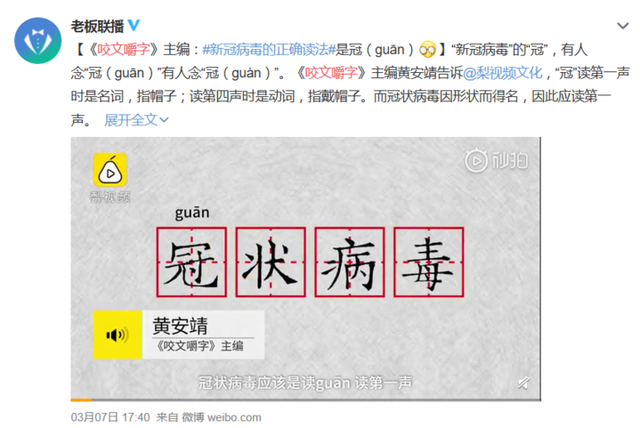 老板联播
【《咬文嚼字》主编：#新冠病毒的正确读法#是冠（guān）“新冠病毒”的“冠”，有人
念“冠（guān）”有人念“冠（guàn）”。《咬文嚼字》主编黄安靖告诉@梨视频文化，“冠”读第一声
时是名词，指帽子；读第四声时是动词，指戴帽子。而冠状病毒因形状而得名，因此应读第一
声。 展开全文
梨视频
秒拍
guān
冠状病毒
黄安靖
《咬文嚼字》主编
冠状病毒应该是读guān 读第一声
03月07日 17:40 来自 微博 weibo.com